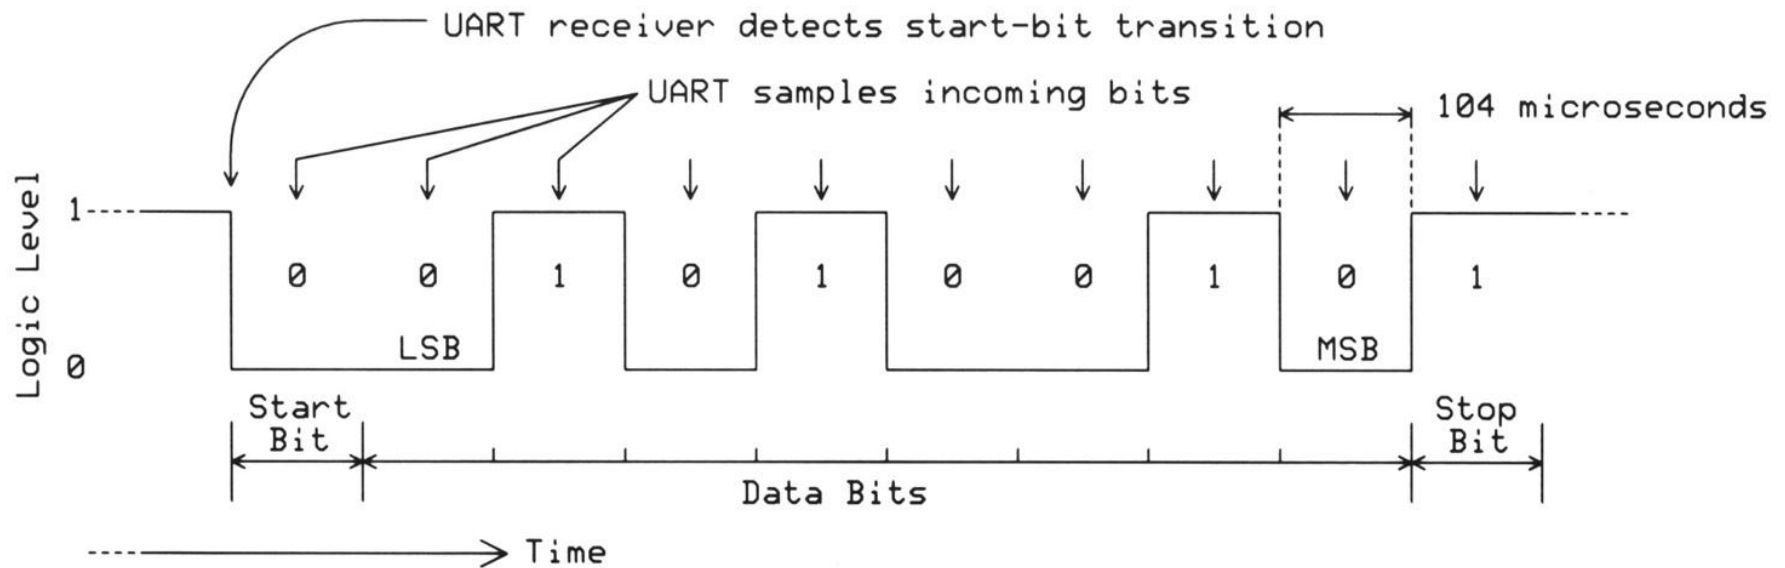 UART receiver detects start-bit transition
UART samples incoming bits
104 microseconds
Logic Level
1
0 0 1 0 1 0 0 1 0 1
LSB
MSB
0
Start
Bit
Stop
Bit
Data Bits
Time